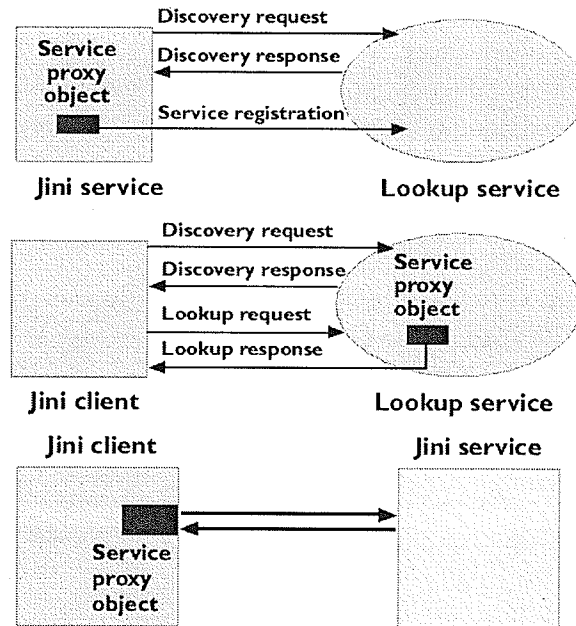 Discovery request
Service
proxy
object
Discovery response
Service registration
Jini service
Lookup service
Discovery request
Discovery response
Service
proxy
object
Lookup request
Lookup response
Jini client
Lookup service
Jini client
Jini service
Service
proxy
object